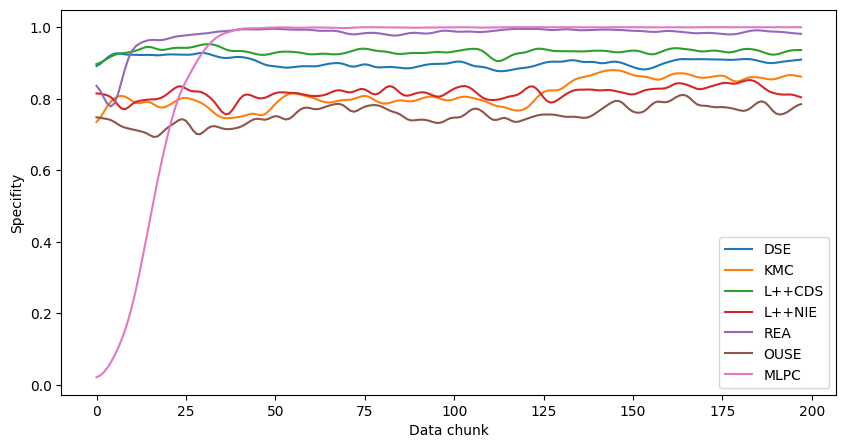 1.0
0.8
0.6
0.4
0.2
0.0
Specifity
0
25
50
75
100
125
150
175
200
Data chunk
DSE
KMC
L++CDS
L++NIE
REA
OUSE
MLPC